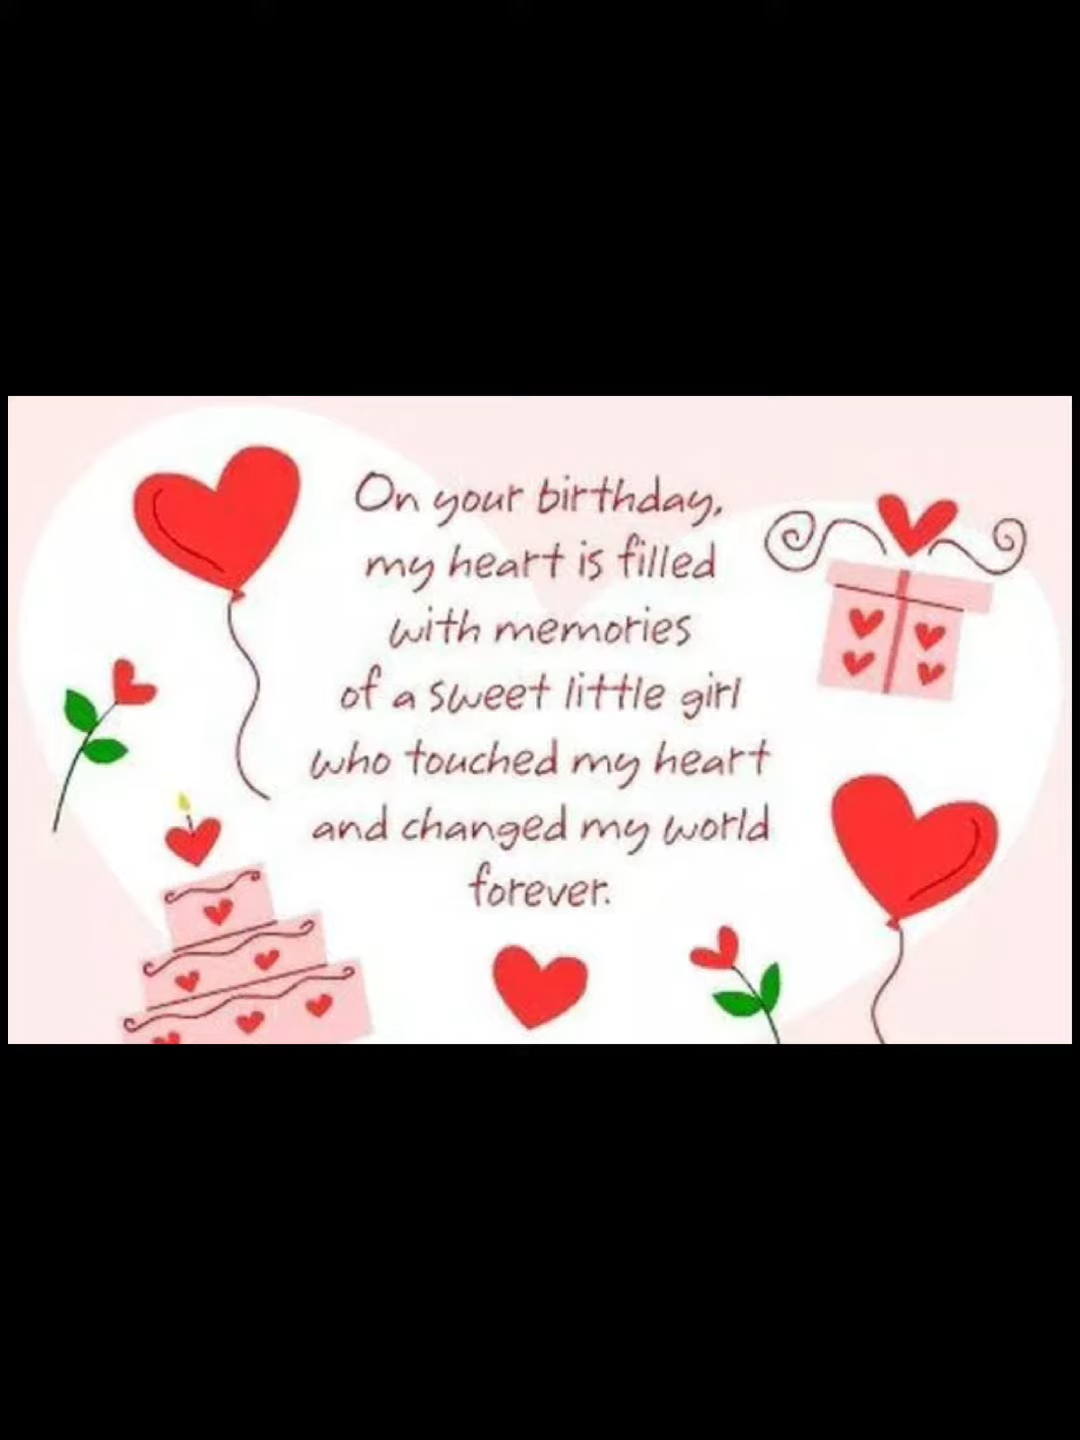 On your birthday,
my heart is filled
with memories
of a sweet little girl
who touched my heart
and changed my world
forever.